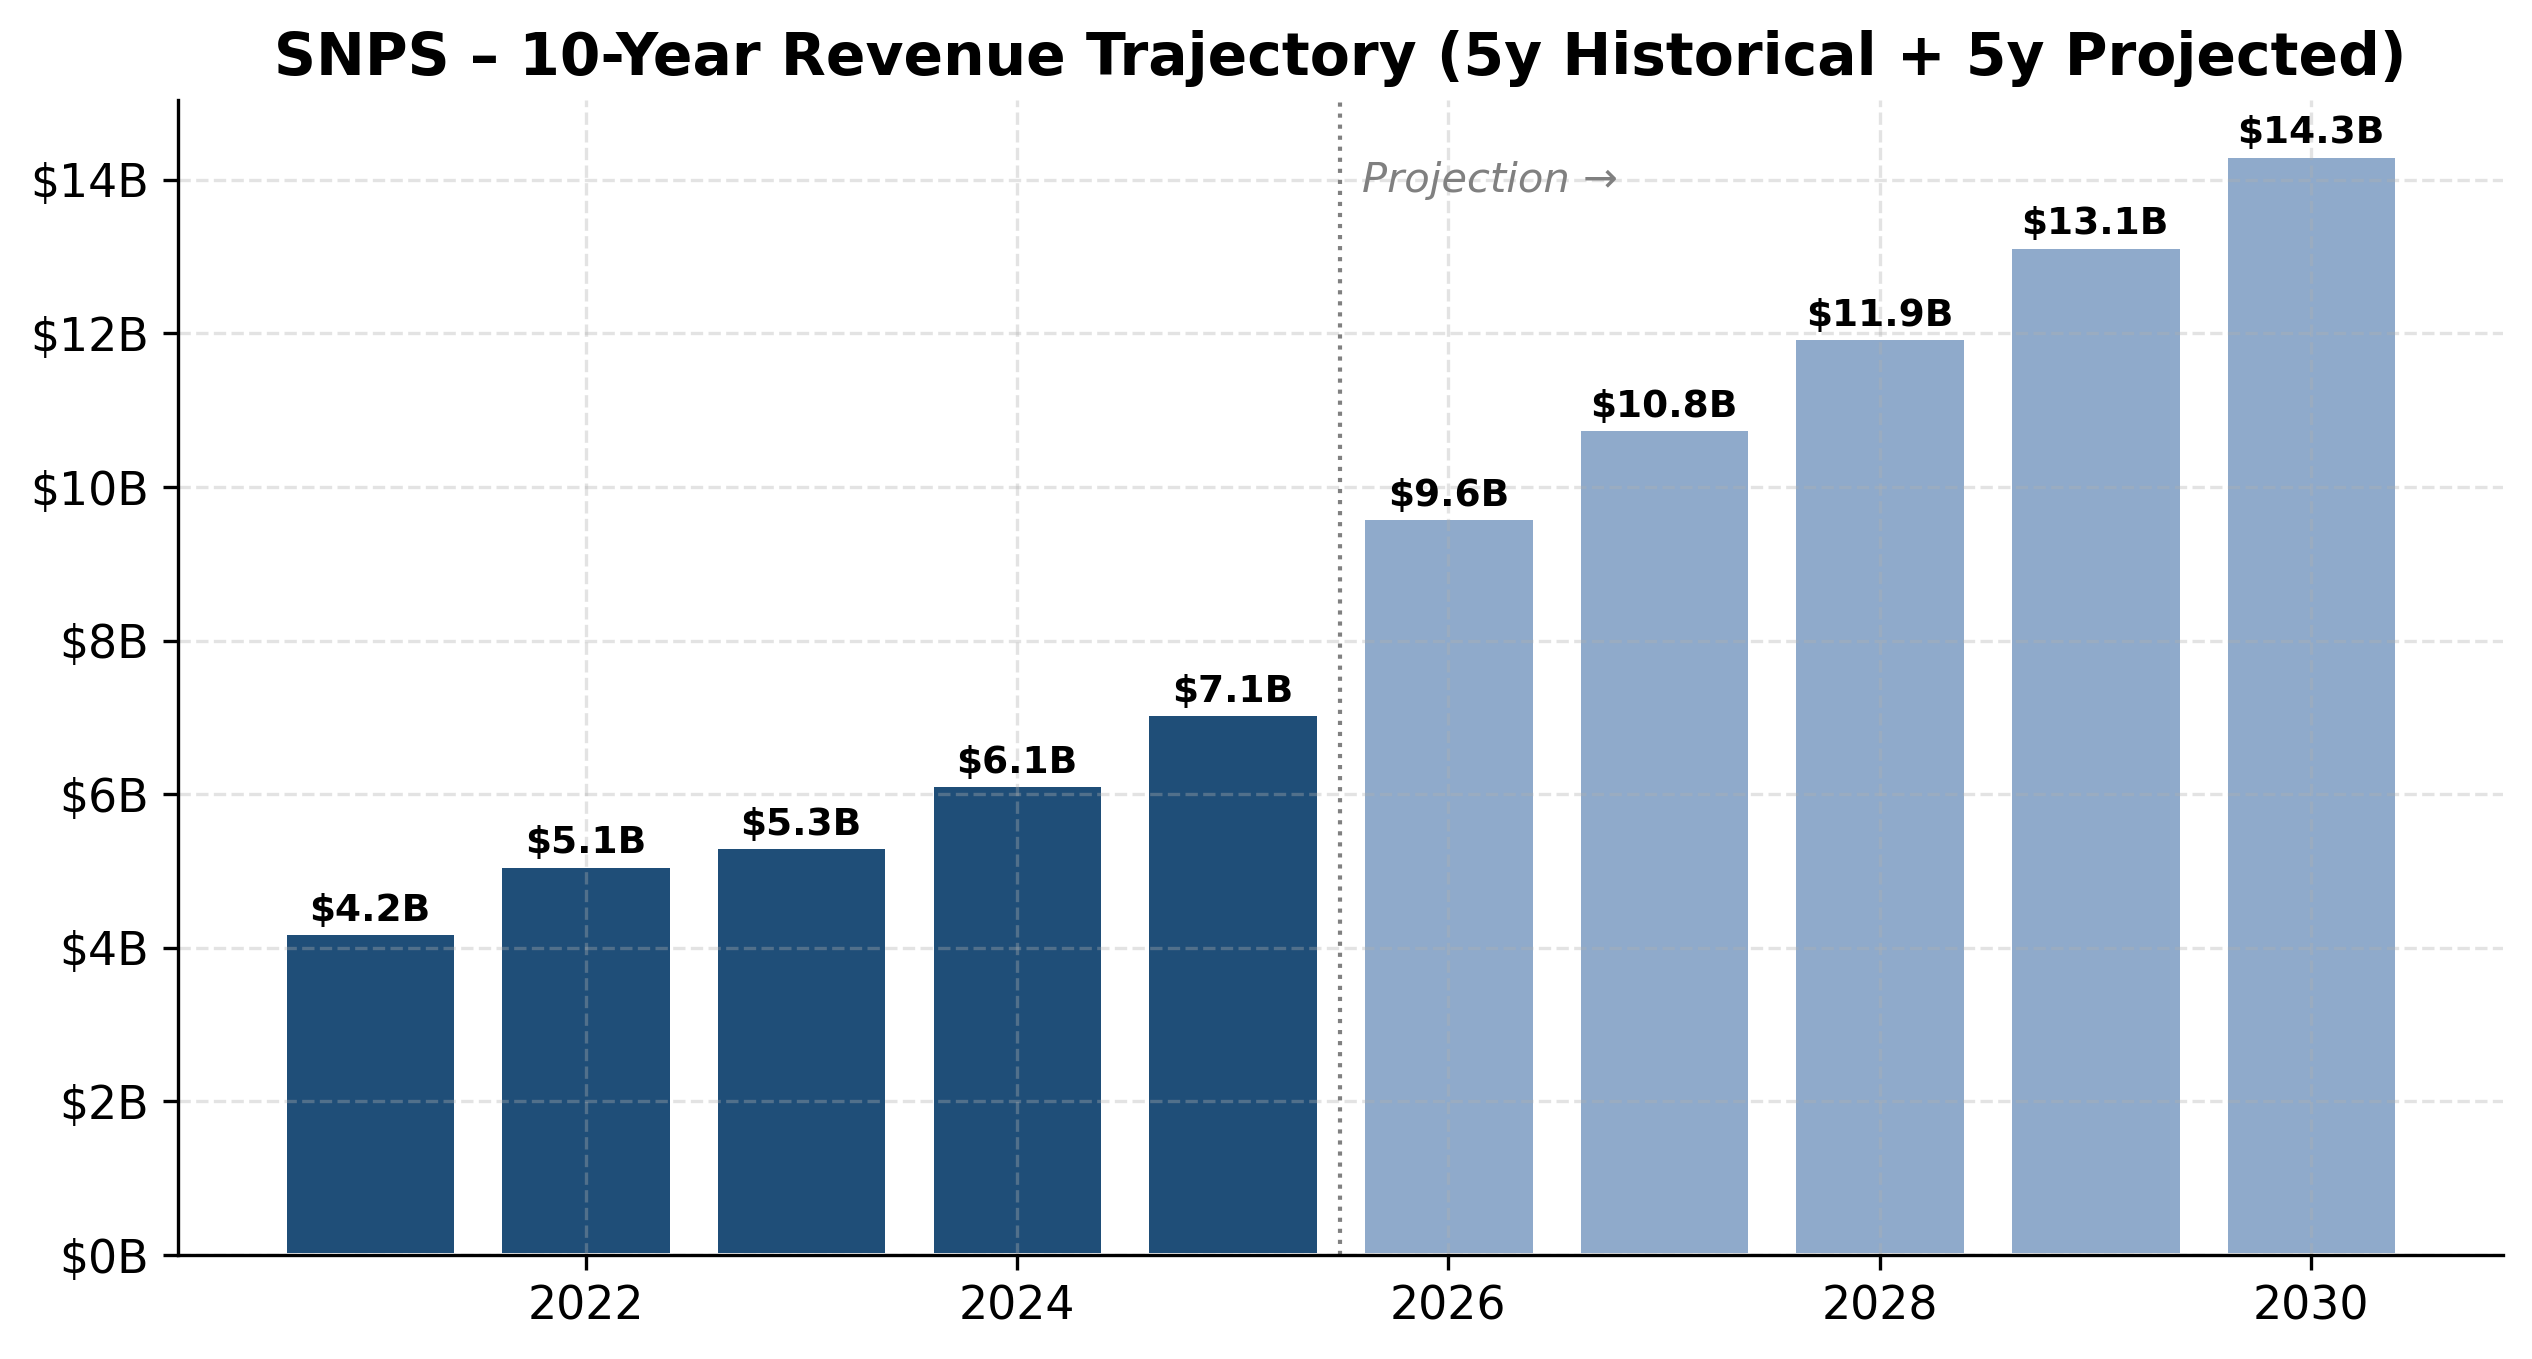 SNPS – 10-Year Revenue Trajectory (5y Historical + 5y Projected)
$14B
$12B
$10B
$8B
$6B
$4B
$2B
$0B
Projection →
$4.2B
$5.1B
$5.3B
$6.1B
$7.1B
$9.6B
$10.8B
$11.9B
$13.1B
$14.3B
2022 2024 2026 2028 2030